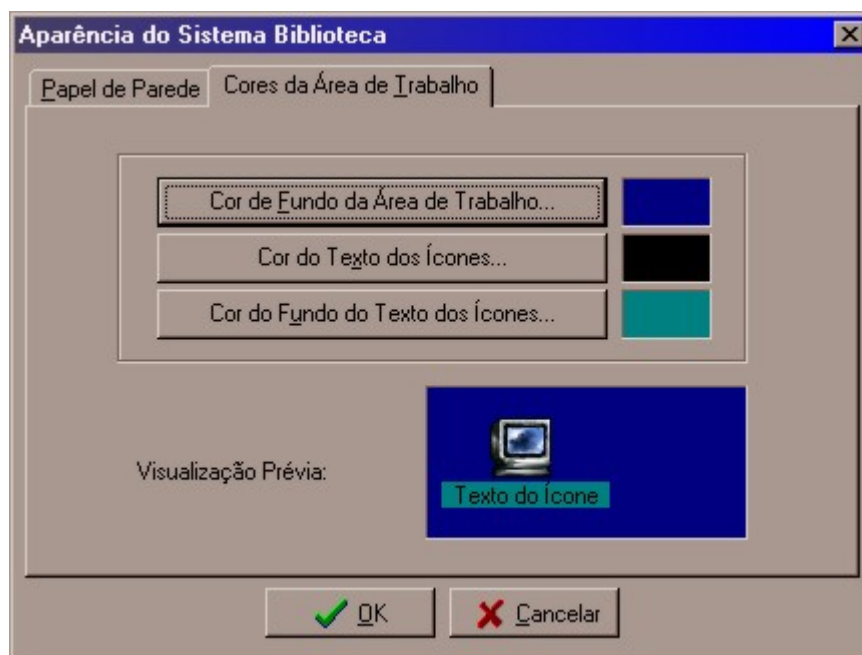 Aparência do Sistema Biblioteca
Papel de Parede
Cores da Área de Trabalho
Cor de Fundo da Área de Trabalho...
Cor do Texto dos Ícones...
Cor do Fundo do Texto dos Ícones...
Visualização Prévia:
Texto do Ícone
OK
Cancelar